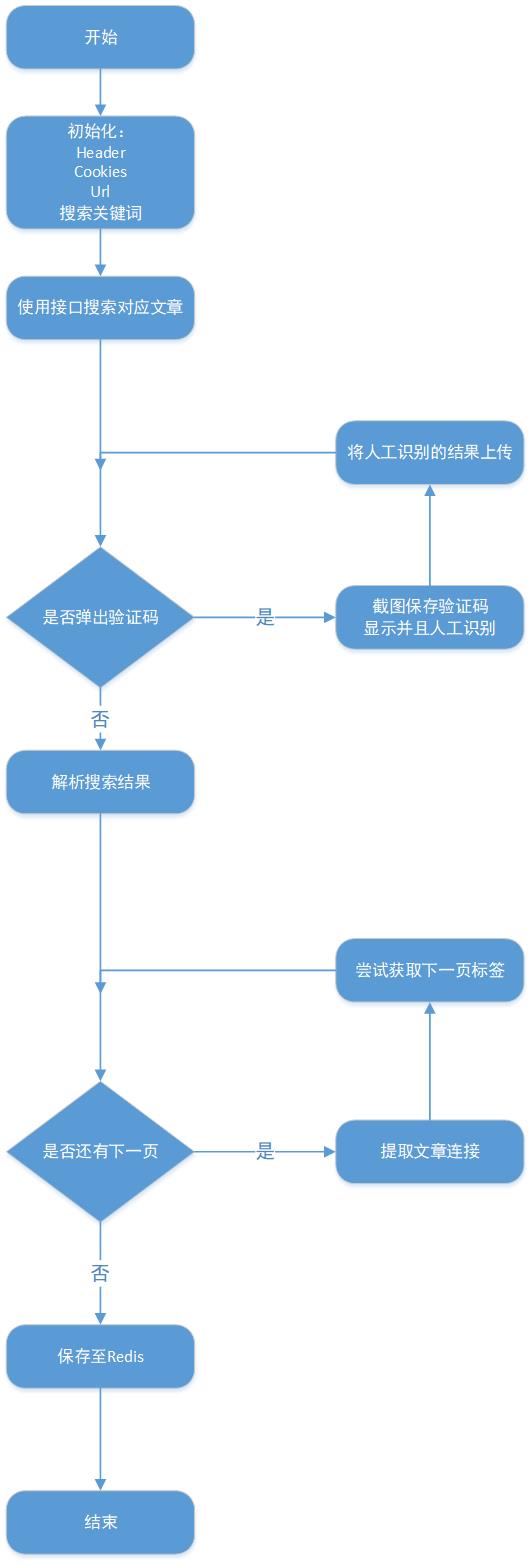 开始
初始化：
Header
Cookies
Url
搜索关键词
使用接口搜索对应文章
将人工识别的结果上传
是否弹出验证码
是
截图保存验证码
显示并且人工识别
否
解析搜索结果
尝试获取下一页标签
是否还有下一页
是
提取文章连接
否
保存至Redis
结束